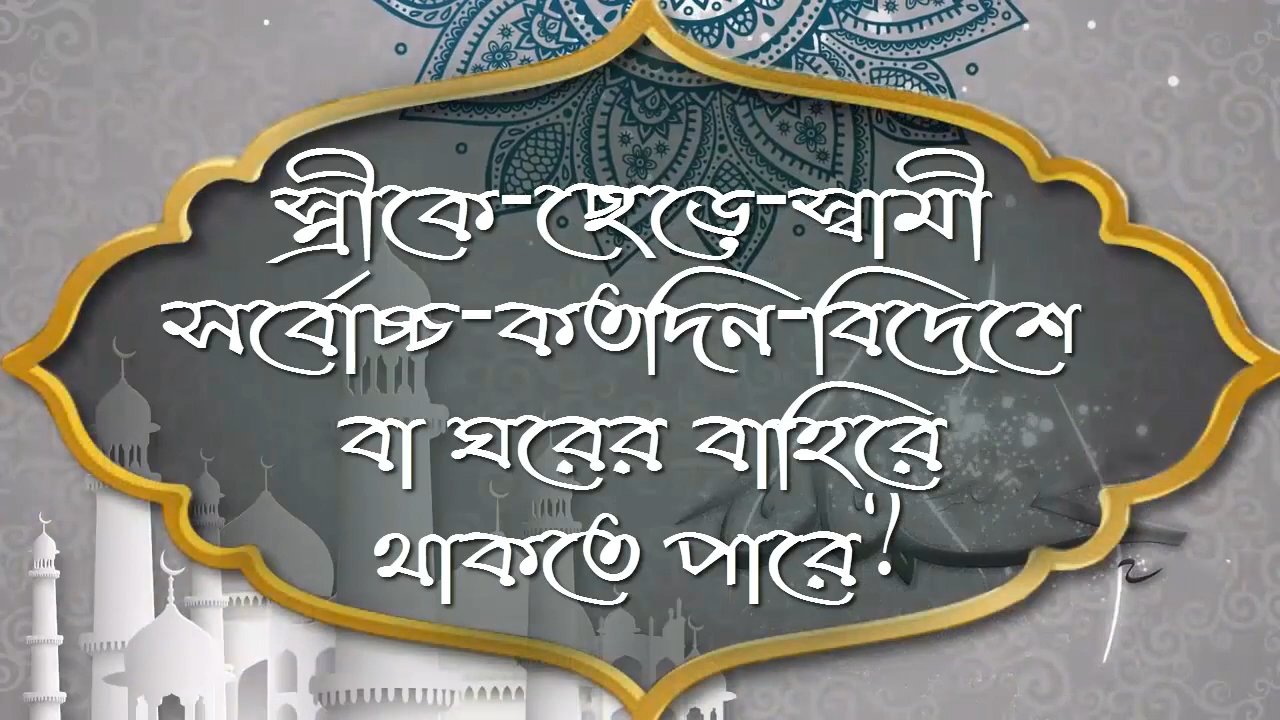 স্ত্রীকে-ছেড়ে-স্বামী
সর্বোচ্চ-কতদিন-বিদেশে
বা ঘরের বাহিরে
থাকতে পারে?